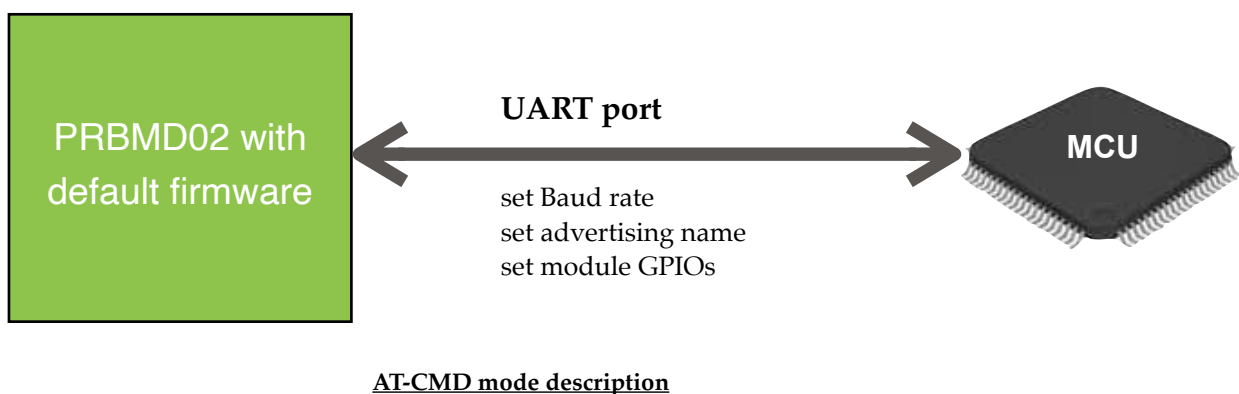 PRBMD02 with
default firmware
UART port
set Baud rate
set advertising name
set module GPIOs
MCU
AT-CMD mode description